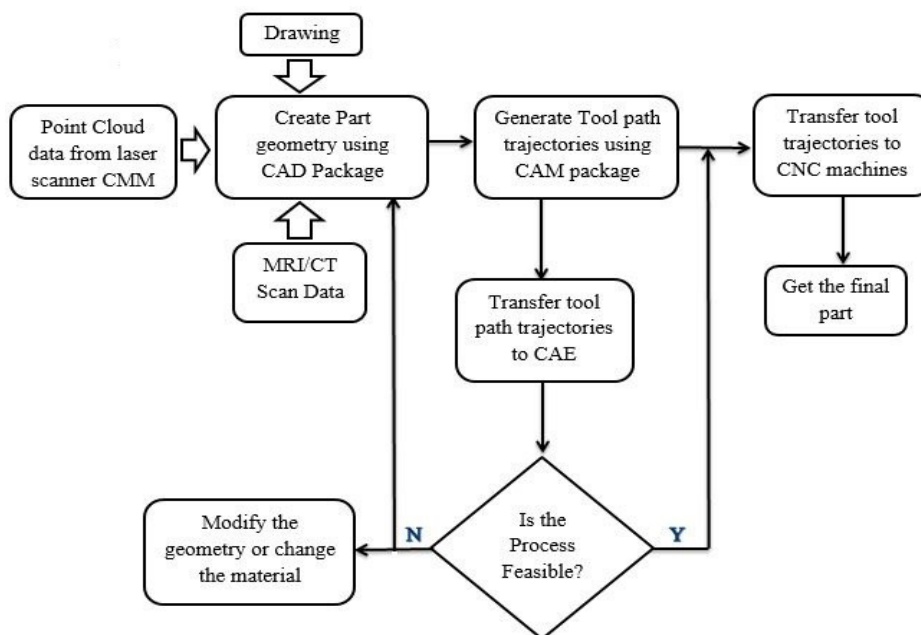 Drawing
Point Cloud
data from laser
scanner CMM
Create Part
geometry using
CAD Package
Generate Tool path
trajectories using
CAM package
Transfer tool
trajectories to
CNC machines
MRI/CT
Scan Data
Transfer tool
path trajectories
to CAE
Get the final
part
Modify the
geometry or change
the material
N
Is the
Process
Feasible?
Y